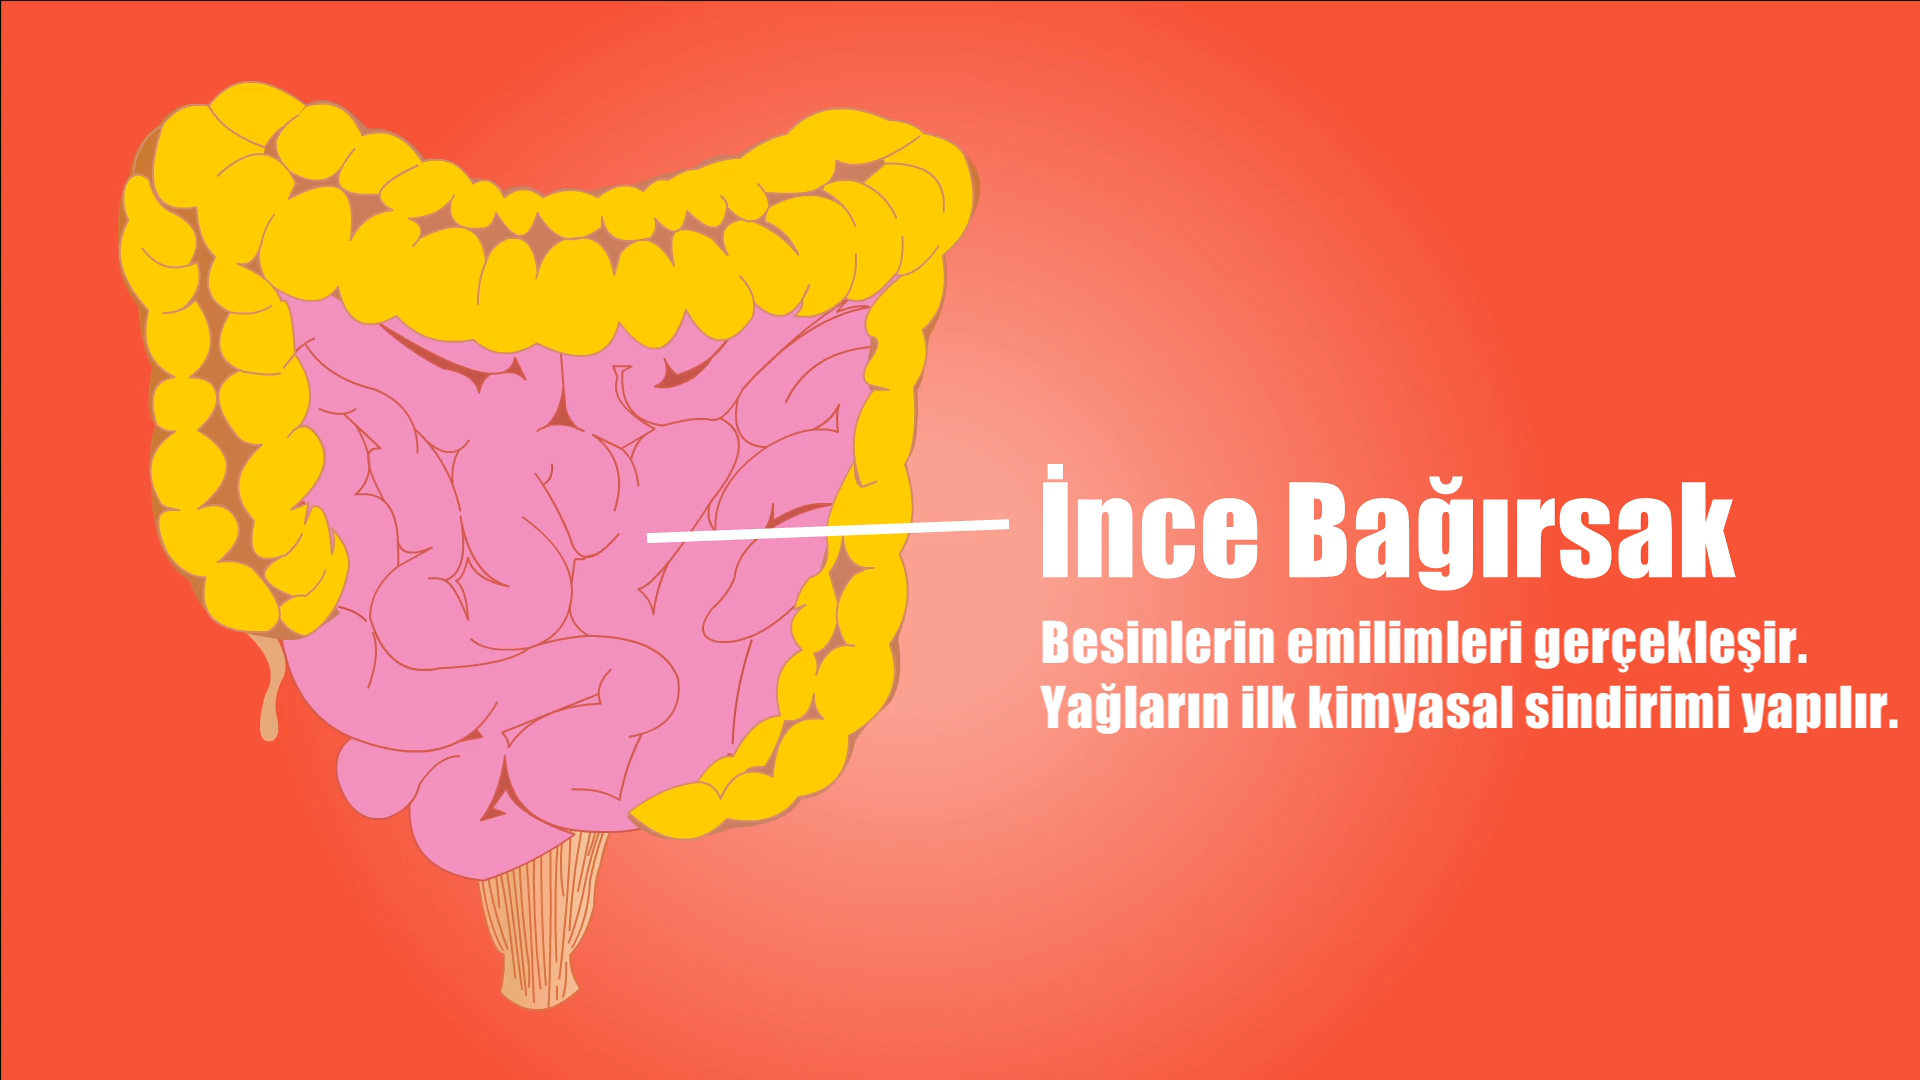 İnce Bağırsak
Besinlerin emilimleri gerçekleşir.
Yağların ilk kimyasal sindirimi yapılır.